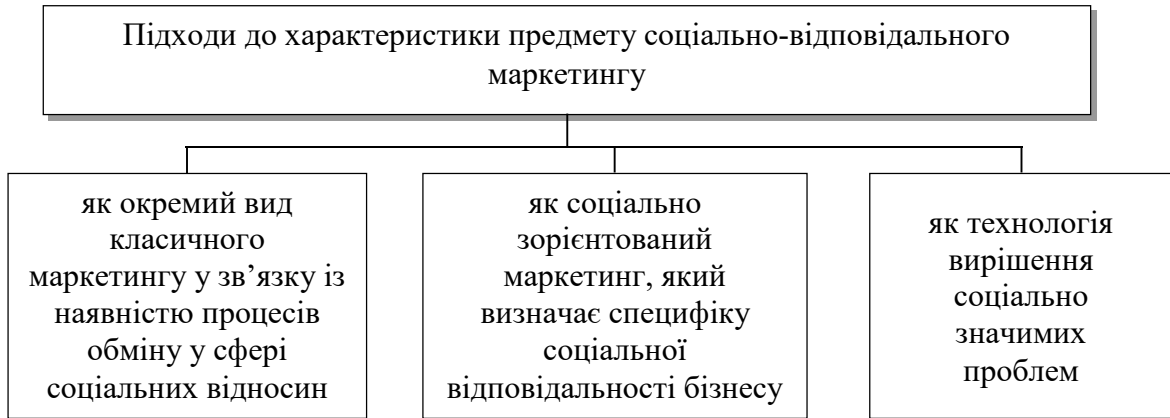 Підходи до характеристики предмету соціально-відповідального
маркетингу
як окремий вид
класичного
маркетингу у зв’язку із
наявністю процесів
обміну у сфері
соціальних відносин
як соціально
зорієнтований
маркетинг, який
визначає специфіку
соціальної
відповідальності бізнесу
як технологія
вирішення
соціально
значимих
проблем